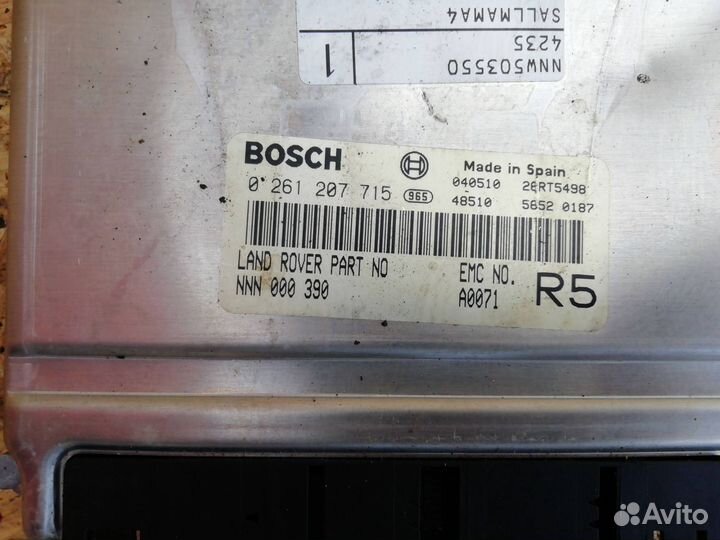 NNW503550
4235
SALLMAMA4
1
BOSCH
Made in Spain
0 261 207 715
965
040510 28RT5498
48510 5652 0187
LAND ROVER PART NO
NNN 000 390
EMC NO.
A0071
R5
Avito